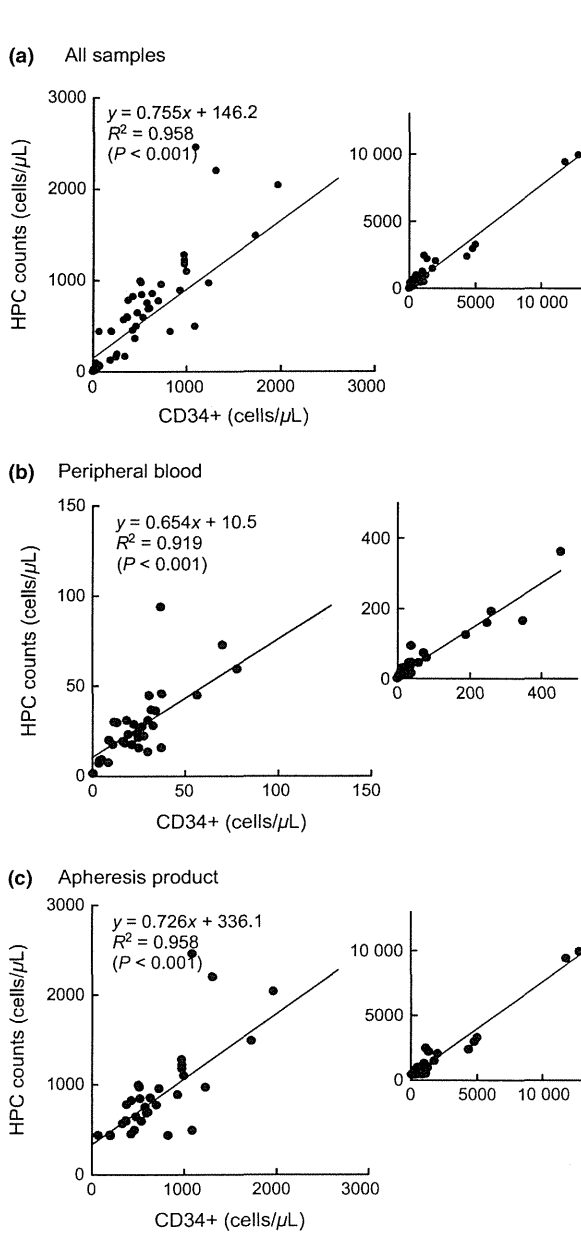 (a) All samples
3000
2000
1000
0
HPC counts (cells/µL)
y = 0.755x + 146.2
R² = 0.958
(P < 0.001)
0 1000 2000 3000
CD34+ (cells/µL)
10 000
5000
0
0 5000 10 000
(b) Peripheral blood
150
100
50
0
HPC counts (cells/µL)
y = 0.654x + 10.5
R² = 0.919
(P < 0.001)
0 50 100 150
CD34+ (cells/µL)
400
200
0
0 200 400
(c) Apheresis product
3000
2000
1000
0
HPC counts (cells/µL)
y = 0.726x + 336.1
R² = 0.958
(P < 0.001)
0 1000 2000 3000
CD34+ (cells/µL)
10 000
5000
0
0 5000 10 000